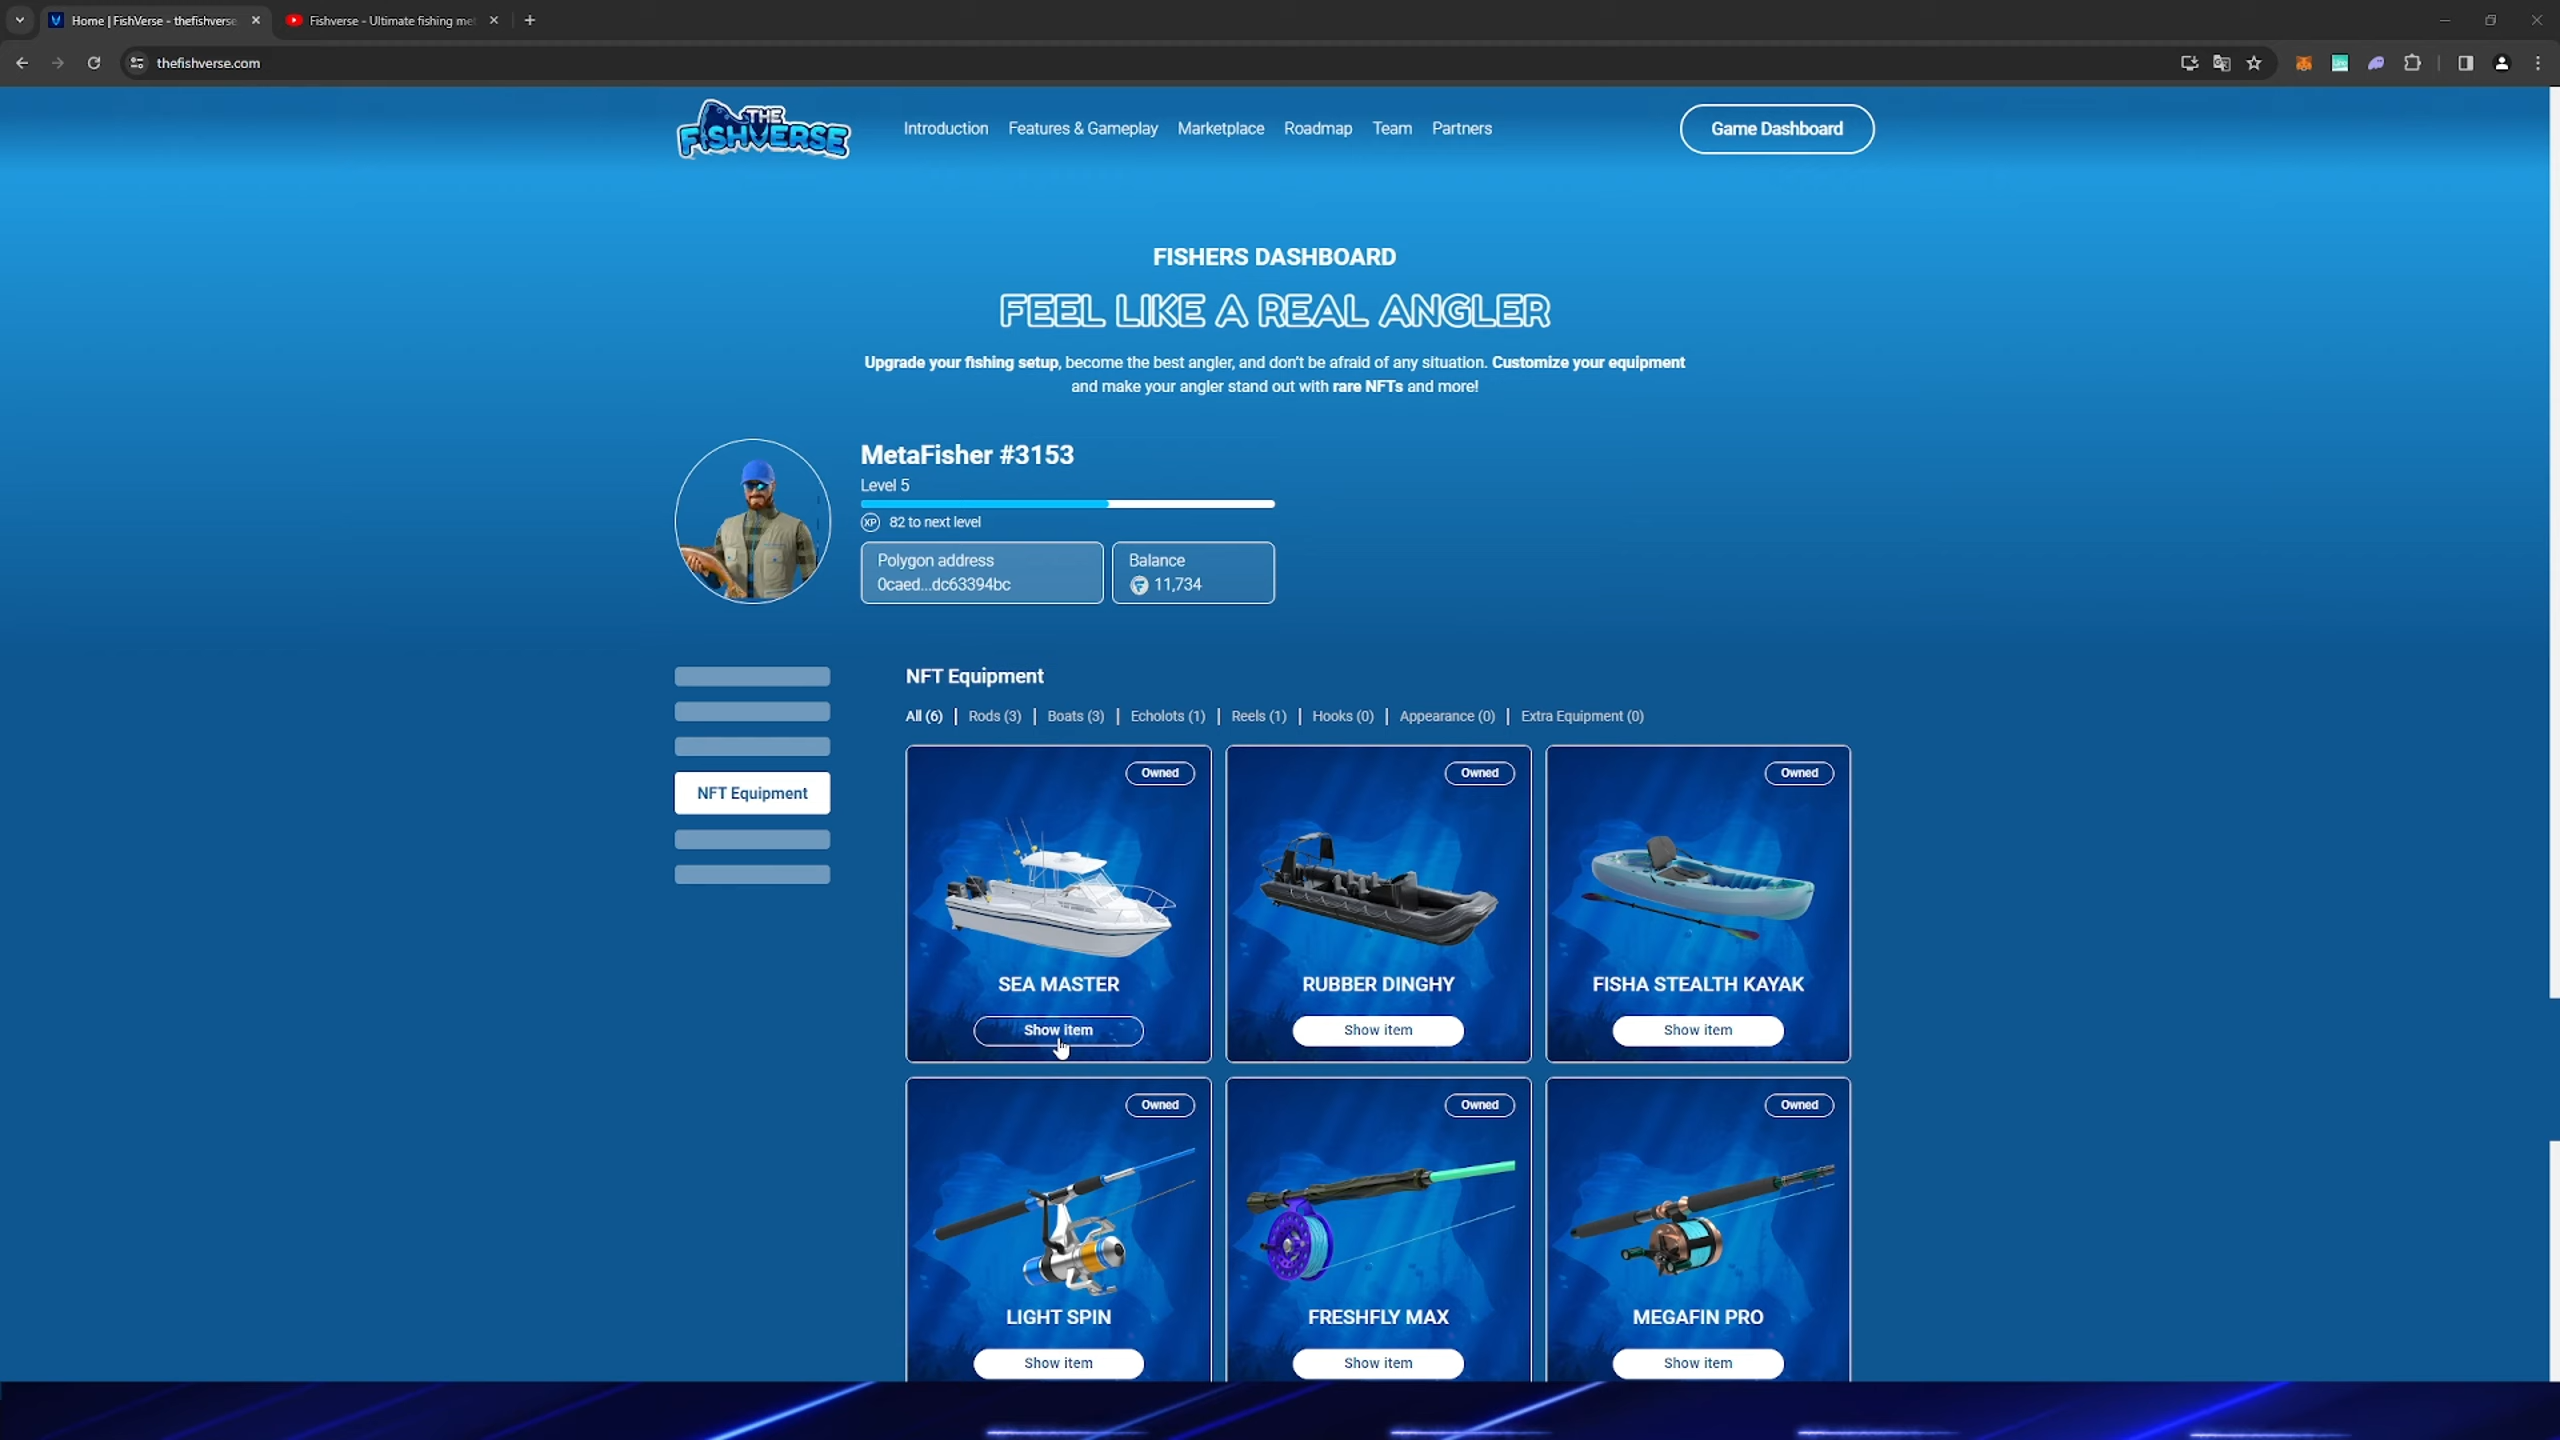 Home | FishVerse - thefishverse
Fishverse - Ultimate fishing met
thefishverse.com
THE FISHVERSE
Introduction
Features & Gameplay
Marketplace
Roadmap
Team
Partners
Game Dashboard
FISHERS DASHBOARD
FEEL LIKE A REAL ANGLER
Upgrade your fishing setup, become the best angler, and don't be afraid of any situation. Customize your equipment
and make your angler stand out with rare NFTs and more!
MetaFisher #3153
Level 5
XP 82 to next level
Polygon address
0caed...dc63394bc
Balance
11,734
NFT Equipment
NFT Equipment
All (6) | Rods (3) | Boats (3) | Echolots (1) | Reels (1) | Hooks (0) | Appearance (0) | Extra Equipment (0)
Owned
SEA MASTER
Show item
Owned
RUBBER DINGHY
Show item
Owned
FISHA STEALTH KAYAK
Show item
Owned
LIGHT SPIN
Show item
Owned
FRESHFLY MAX
Show item
Owned
MEGAFIN PRO
Show item